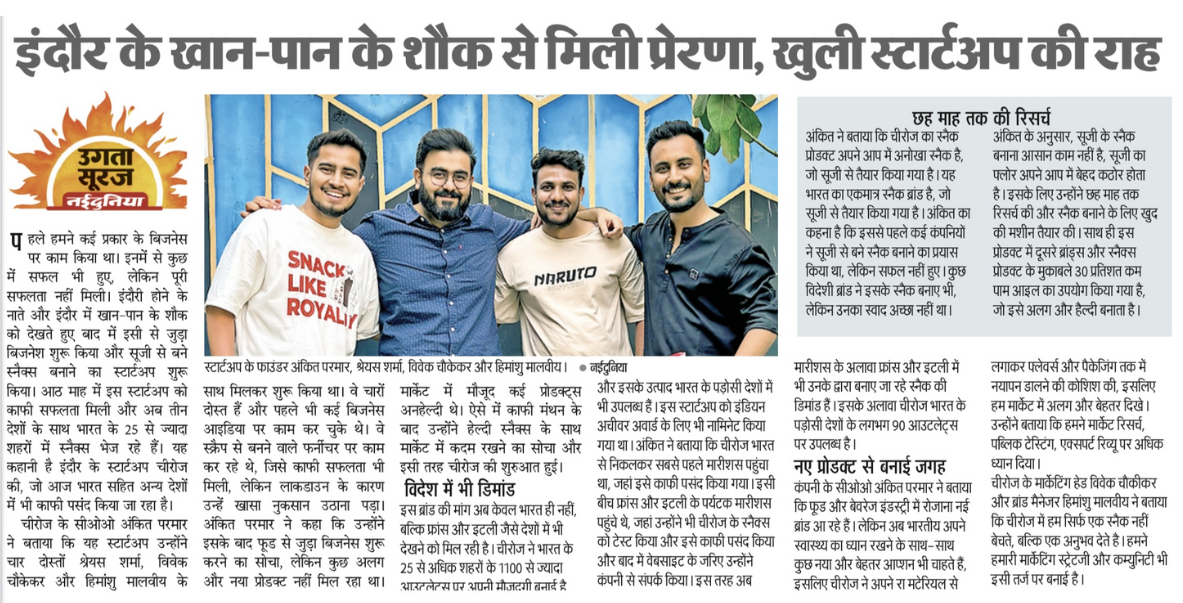 इंदौर के खान-पान के शौक से मिली प्रेरणा, खुली स्टार्टअप की राह
उगता
सूरज
नईदुनिया
पहले हमने कई प्रकार के बिजनेस
पर काम किया था। इनमें से कुछ
में सफल भी हुए, लेकिन पूरी
सफलता नहीं मिली। इंदौरी होने के
नाते और इंदौर में खान-पान के शौक
को देखते हुए बाद में इसी से जुड़ा
बिजनेश शुरू किया और सूजी से बने
स्नैक्स बनाने का स्टार्टअप शुरू
किया। आठ माह में इस स्टार्टअप को
काफी सफलता मिली और अब तीन
देशों के साथ भारत के 25 से ज्यादा
शहरों में स्नैक्स भेज रहे हैं। यह
कहानी है इंदौर के स्टार्टअप चीरोज
की, जो आज भारत सहित अन्य देशों
में भी काफी पसंद किया जा रहा है।
चीरोज के सीओओ अंकित परमार
ने बताया कि यह स्टार्टअप उन्होंने
चार दोस्तों श्रेयस शर्मा, विवेक
चौकेकर और हिमांशु मालवीय के
SNACK
LIKE
ROYALTY
NARUTO
स्टार्टअप के फाउंडर अंकित परमार, श्रेयस शर्मा, विवेक चौकेकर और हिमांशु मालवीय। ● नईदुनिया
साथ मिलकर शुरू किया था। वे चारों
दोस्त हैं और पहले भी कई बिजनेस
आइडिया पर काम कर चुके थे। वे
स्क्रैप से बनने वाले फर्नीचर पर काम
कर रहे थे, जिसे काफी सफलता भी
मिली, लेकिन लाकडाउन के कारण
उन्हें खासा नुकसान उठाना पड़ा।
अंकित परमार ने कहा कि उन्होंने
इसके बाद फूड से जुड़ा बिजनेस शुरू
करने का सोचा, लेकिन कुछ अलग
और नया प्रोडक्ट नहीं मिल रहा था।
मार्केट में मौजूद कई प्रोडक्ट्स
अनहेल्दी थे। ऐसे में काफी मंथन के
बाद उन्होंने हेल्दी स्नैक्स के साथ
मार्केट में कदम रखने का सोचा और
इसी तरह चीरोज की शुरुआत हुई।
विदेश में भी डिमांड
इस ब्रांड की मांग अब केवल भारत ही नहीं,
बल्कि फ्रांस और इटली जैसे देशों में भी
देखने को मिल रही है। चीरोज ने भारत के
25 से अधिक शहरों के 1100 से ज्यादा
आउटलेट्स पर अपनी मौजूदगी बनाई है
और इसके उत्पाद भारत के पड़ोसी देशों में
भी उपलब्ध हैं। इस स्टार्टअप को इंडियन
अचीवर अवार्ड के लिए भी नामिनेट किया
गया था। अंकित ने बताया कि चीरोज भारत
से निकलकर सबसे पहले मारीशस पहुंचा
था, जहां इसे काफी पसंद किया गया। इसी
बीच फ्रांस और इटली के पर्यटक मारीशस
पहुंचे थे, जहां उन्होंने भी चीरोज के स्नैक्स
को टेस्ट किया और इसे काफी पसंद किया
और बाद में वेबसाइट के जरिए उन्होंने
कंपनी से संपर्क किया। इस तरह अब
मारीशस के अलावा फ्रांस और इटली में
भी उनके द्वारा बनाए जा रहे स्नैक की
डिमांड हैं। इसके अलावा चीरोज भारत के
पड़ोसी देशों के लगभग 90 आउटलेट्स
पर उपलब्ध है।
नए प्रोडक्ट से बनाई जगह
कंपनी के सीओओ अंकित परमार ने बताया
कि फूड और बेवरेज इंडस्ट्री में रोजाना नई
ब्रांड आ रहे हैं। लेकिन अब भारतीय अपने
स्वास्थ्य का ध्यान रखने के साथ-साथ
कुछ नया और बेहतर आप्शन भी चाहते हैं,
इसलिए चीरोज ने अपने रा मटेरियल से
लगाकर फ्लेवर्स और पैकेजिंग तक में
नयापन डालने की कोशिश की, इसलिए
हम मार्केट में अलग और बेहतर दिखे।
उन्होंने बताया कि हमने मार्केट रिसर्च,
पब्लिक टेस्टिंग, एक्सपर्ट रिव्यू पर अधिक
ध्यान दिया।
चीरोज के मार्केटिंग हेड विवेक चौकीकर
और ब्रांड मैनेजर हिमांशु मालवीय ने बताया
कि चीरोज में हम सिर्फ एक स्नैक नहीं
बेचते, बल्कि एक अनुभव देते है। हमने
हमारी मार्केटिंग स्ट्रेटजी और कम्युनिटी भी
इसी तर्ज पर बनाई है।
छह माह तक की रिसर्च
अंकित ने बताया कि चीरोज का स्नैक
प्रोडक्ट अपने आप में अनोखा स्नैक है,
जो सूजी से तैयार किया गया है। यह
भारत का एकमात्र स्नैक ब्रांड है, जो
सूजी से तैयार किया गया है। अंकित का
कहना है कि इससे पहले कई कंपनियों
ने सूजी से बने स्नैक बनाने का प्रयास
किया था, लेकिन सफल नहीं हुए। कुछ
विदेशी ब्रांड ने इसके स्नैक बनाए भी,
लेकिन उनका स्वाद अच्छा नहीं था।
अंकित के अनुसार, सूजी के स्नैक
बनाना आसान काम नहीं है, सूजी का
फ्लोर अपने आप में बेहद कठोर होता
है। इसके लिए उन्होंने छह माह तक
रिसर्च की और स्नैक बनाने के लिए खुद
की मशीन तैयार की। साथ ही इस
प्रोडक्ट में दूसरे ब्रांड्स और स्नैक्स
प्रोडक्ट के मुकाबले 30 प्रतिशत कम
पाम आइल का उपयोग किया गया है,
जो इसे अलग और हैल्दी बनाता है।